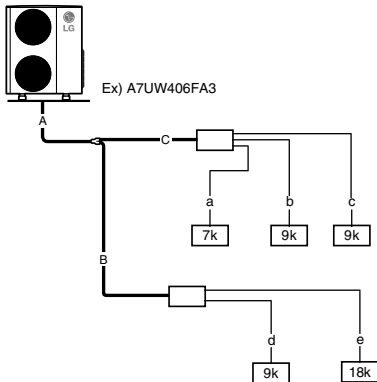 LG
Ex) A7UW406FA3
A
C
a b c
7k 9k 9k
B
d e
9k 18k